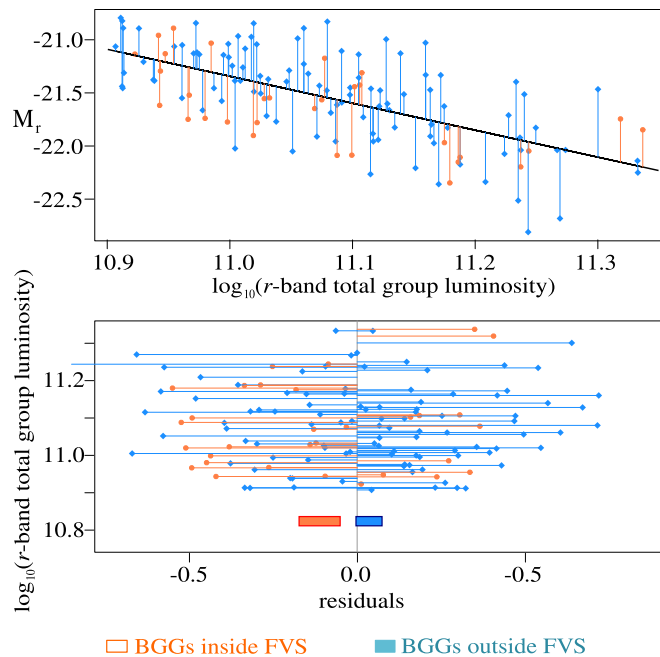 -21.0
-21.5
Mr
-22.0
-22.5
10.9 11.0 11.1 11.2 11.3
log10(r-band total group luminosity)
log10(r-band total group luminosity)
11.2
11.0
10.8
-0.5 0.0 -0.5
residuals
BGGs inside FVS BGGs outside FVS